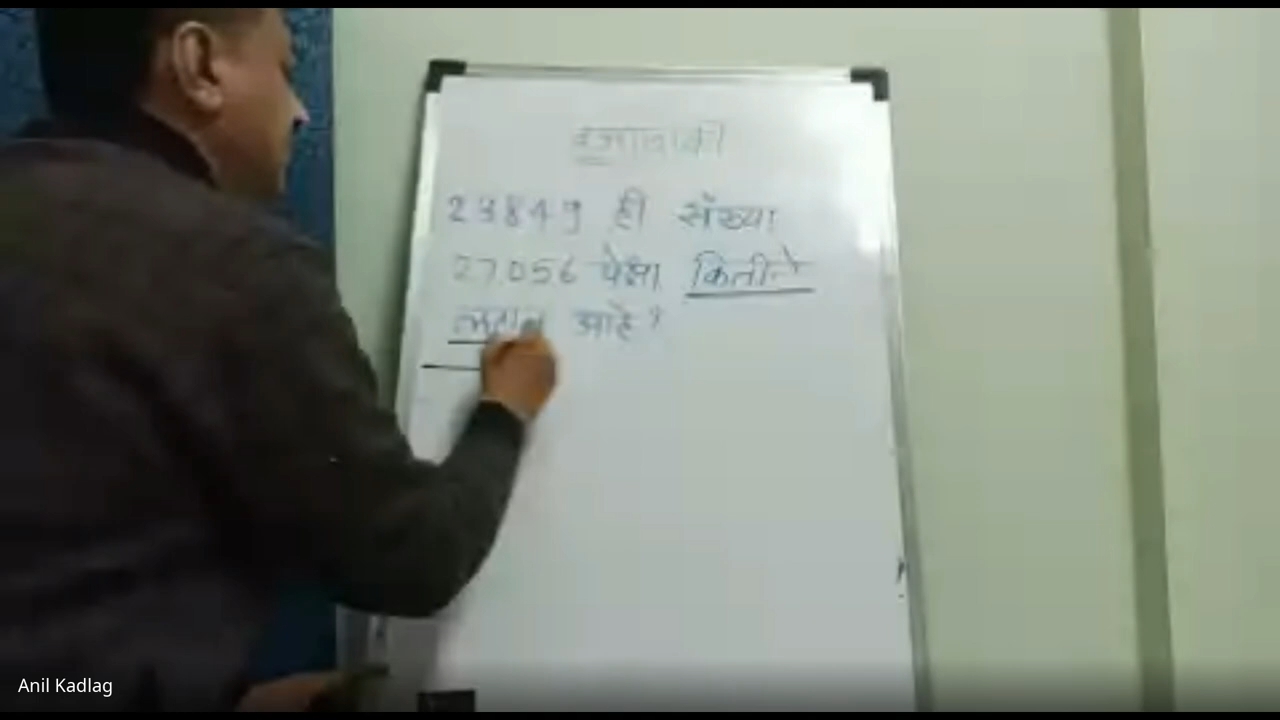 वजाबाकी
23849 ही संख्या
27056 पेक्षा कितीने
लहान आहे?
Anil Kadlag